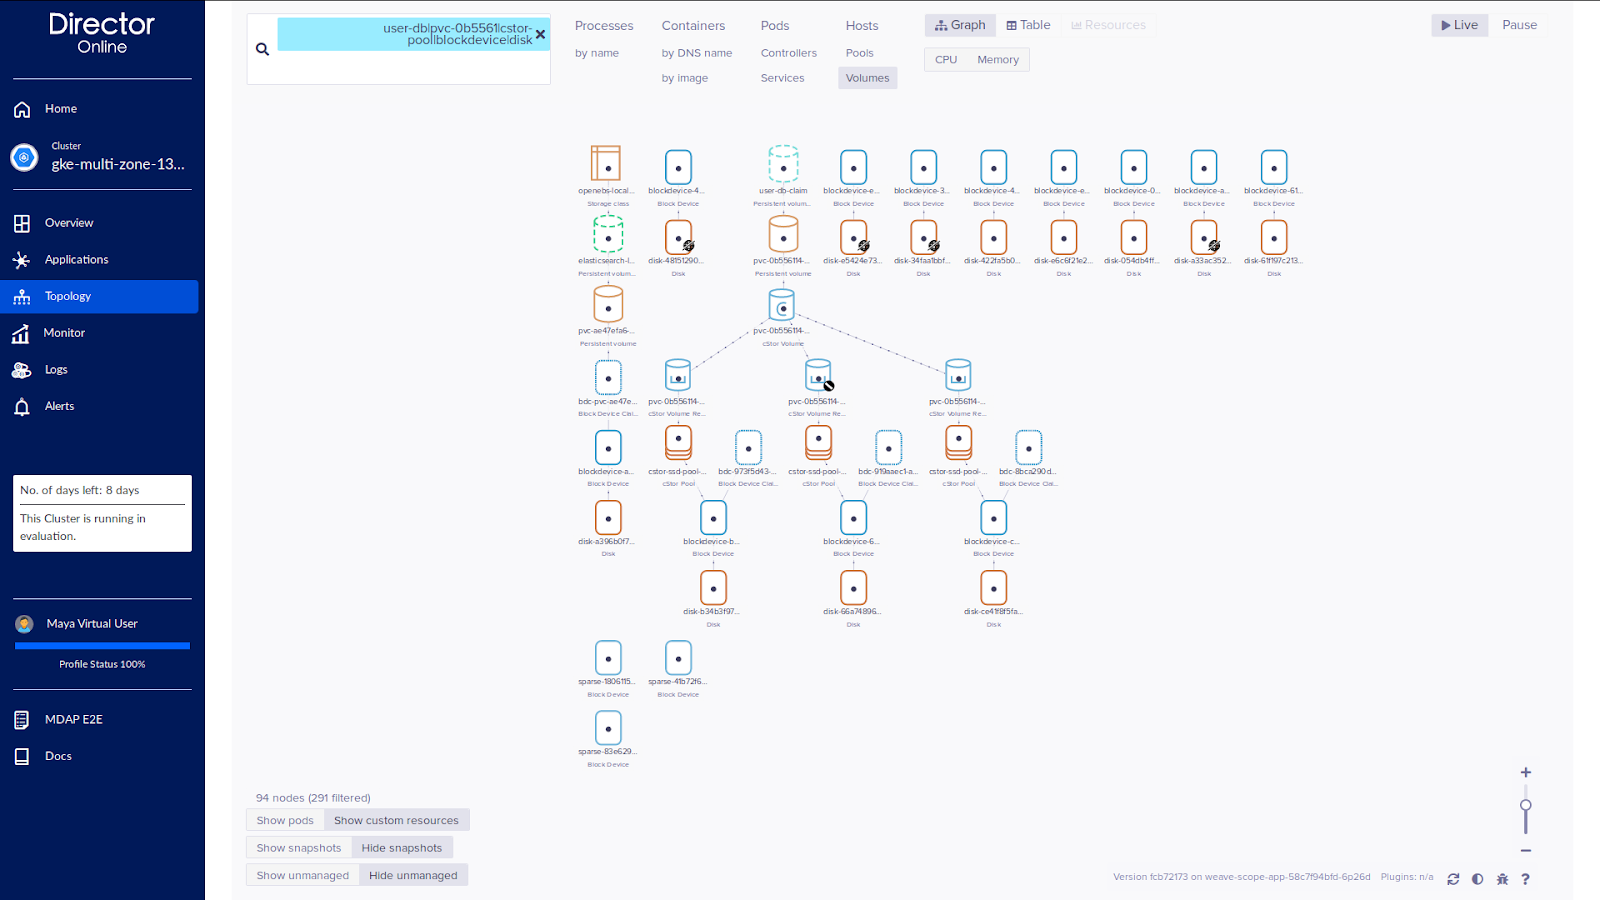 Director
Online
Home
Cluster
gke-multi-zone-13...
Overview
Applications
Topology
Monitor
Logs
Alerts
No. of days left: 8 days
This Cluster is running in
evaluation.
Maya Virtual User
Profile Status 100%
MDAP E2E
Docs
user-db|pvc-0b5561|cstor-
pool|blockdevice|disk
Processes
by name
Containers
by DNS name
by image
Pods
Controllers
Services
Hosts
Pools
Volumes
Graph
Table
Resources
CPU
Memory
Live
Pause
openebs-local...
Storage class
blockdevice-4...
Block Device
user-db-claim
Persistent volum...
blockdevice-e...
Block Device
blockdevice-3...
Block Device
blockdevice-4...
Block Device
blockdevice-e...
Block Device
blockdevice-0...
Block Device
blockdevice-a...
Block Device
blockdevice-61...
Block Device
elasticsearch-l...
Persistent volum...
disk-48151290...
Disk
pvc-0b556114-...
Persistent volume
disk-e5424e73...
Disk
disk-34faa1bbf...
Disk
disk-422fa5b0...
Disk
disk-e6c6f21e2...
Disk
disk-054db4ff...
Disk
disk-a33ac352...
Disk
disk-61f197c213...
Disk
pvc-ae47efa6-...
Persistent volume
pvc-0b556114-...
cStor Volume
bdc-pvc-ae47e...
Block Device Clai...
pvc-0b556114-...
cStor Volume Re...
pvc-0b556114-...
cStor Volume Re...
pvc-0b556114-...
cStor Volume Re...
blockdevice-a...
Block Device
cstor-ssd-pool-...
cStor Pool
bdc-973f5d43-...
Block Device Clai...
cstor-ssd-pool-...
cStor Pool
bdc-919aaec1-a...
Block Device Clai...
cstor-ssd-pool-...
cStor Pool
bdc-8bca290d...
Block Device Clai...
disk-a396b0f7...
Disk
blockdevice-b...
Block Device
blockdevice-6...
Block Device
blockdevice-c...
Block Device
disk-b34b3f97...
Disk
disk-66a74896...
Disk
disk-ce41f8f5fa...
Disk
sparse-1806115...
Block Device
sparse-41b72f6...
Block Device
sparse-83e629...
Block Device
94 nodes (291 filtered)
Show pods
Show custom resources
Show snapshots
Hide snapshots
Show unmanaged
Hide unmanaged
Version fcb72173 on weave-scope-app-58c7f94bfd-6p26d
Plugins: n/a